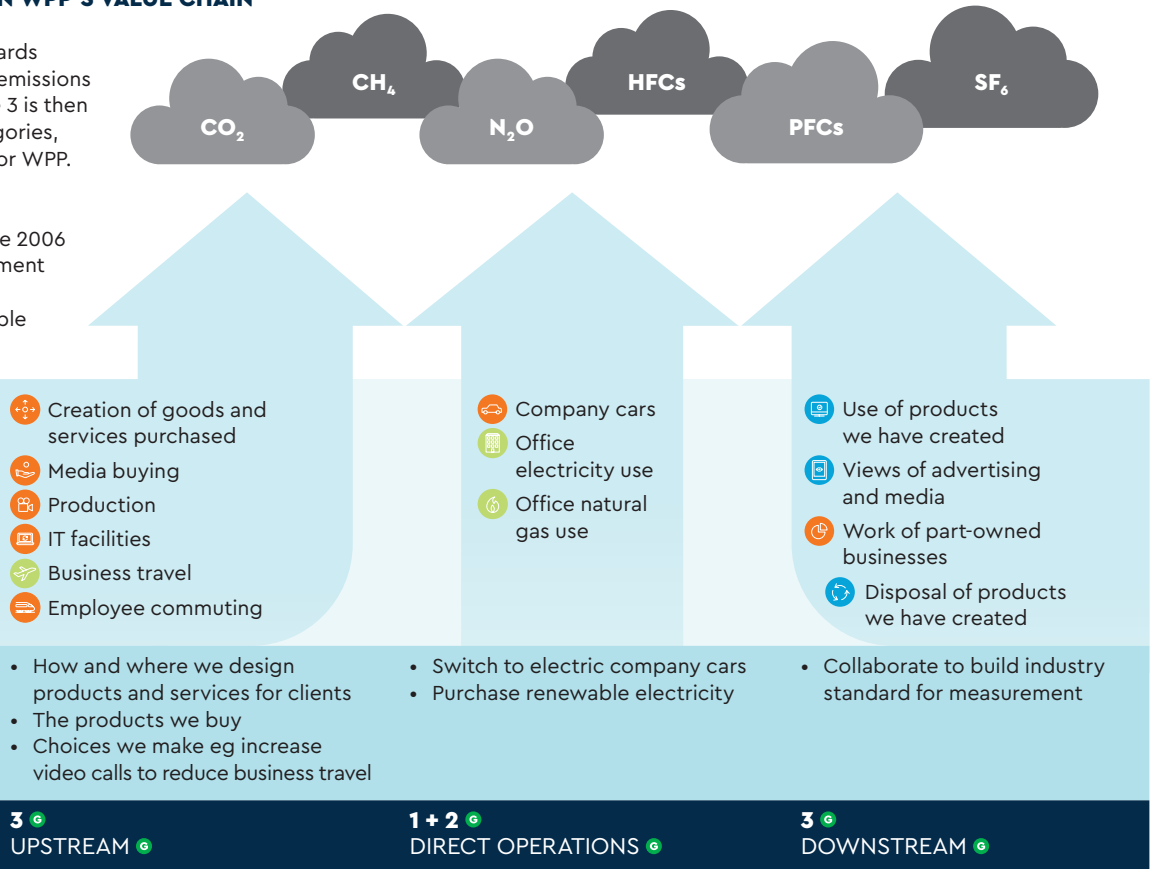 N WPP'S VALUE CHAIN
ards
emissions
3 is then
gories,
or WPP.
e 2006
ment
ple
CO₂
CH₄
N₂O
HFCs
PFCs
SF₆
Creation of goods and
services purchased
Media buying
Production
IT facilities
Business travel
Employee commuting
Company cars
Office
electricity use
Office natural
gas use
Use of products
we have created
Views of advertising
and media
Work of part-owned
businesses
Disposal of products
we have created
• How and where we design
products and services for clients
• The products we buy
• Choices we make eg increase
video calls to reduce business travel
• Switch to electric company cars
• Purchase renewable electricity
• Collaborate to build industry
standard for measurement
3 G
UPSTREAM G
1 + 2 G
DIRECT OPERATIONS G
3 G
DOWNSTREAM G